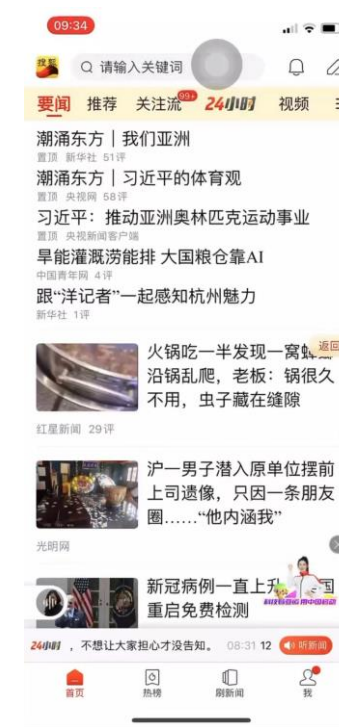 09:34
搜狐
请输入关键词
要闻 推荐 关注流 99+ 24小时 视频
潮涌东方｜我们亚洲
置顶 新华社 51评
潮涌东方｜习近平的体育观
置顶 央视网 58评
习近平：推动亚洲奥林匹克运动事业
置顶 央视新闻客户端
旱能灌溉涝能排 大国粮仓靠AI
中国青年网 4评
跟“洋记者”一起感知杭州魅力
新华社 1评
返回
火锅吃一半发现一窝
沿锅乱爬，老板：锅很久
不用，虫子藏在缝隙
红星新闻 29评
沪一男子潜入原单位摆前
上司遗像，只因一条朋友
圈……“他内涵我”
光明网
新冠病例一直上 国
重启免费检测
24小时 ，不想让大家担心才没告知。 08:31 12 听新闻
首页 热榜 刷新闻 我